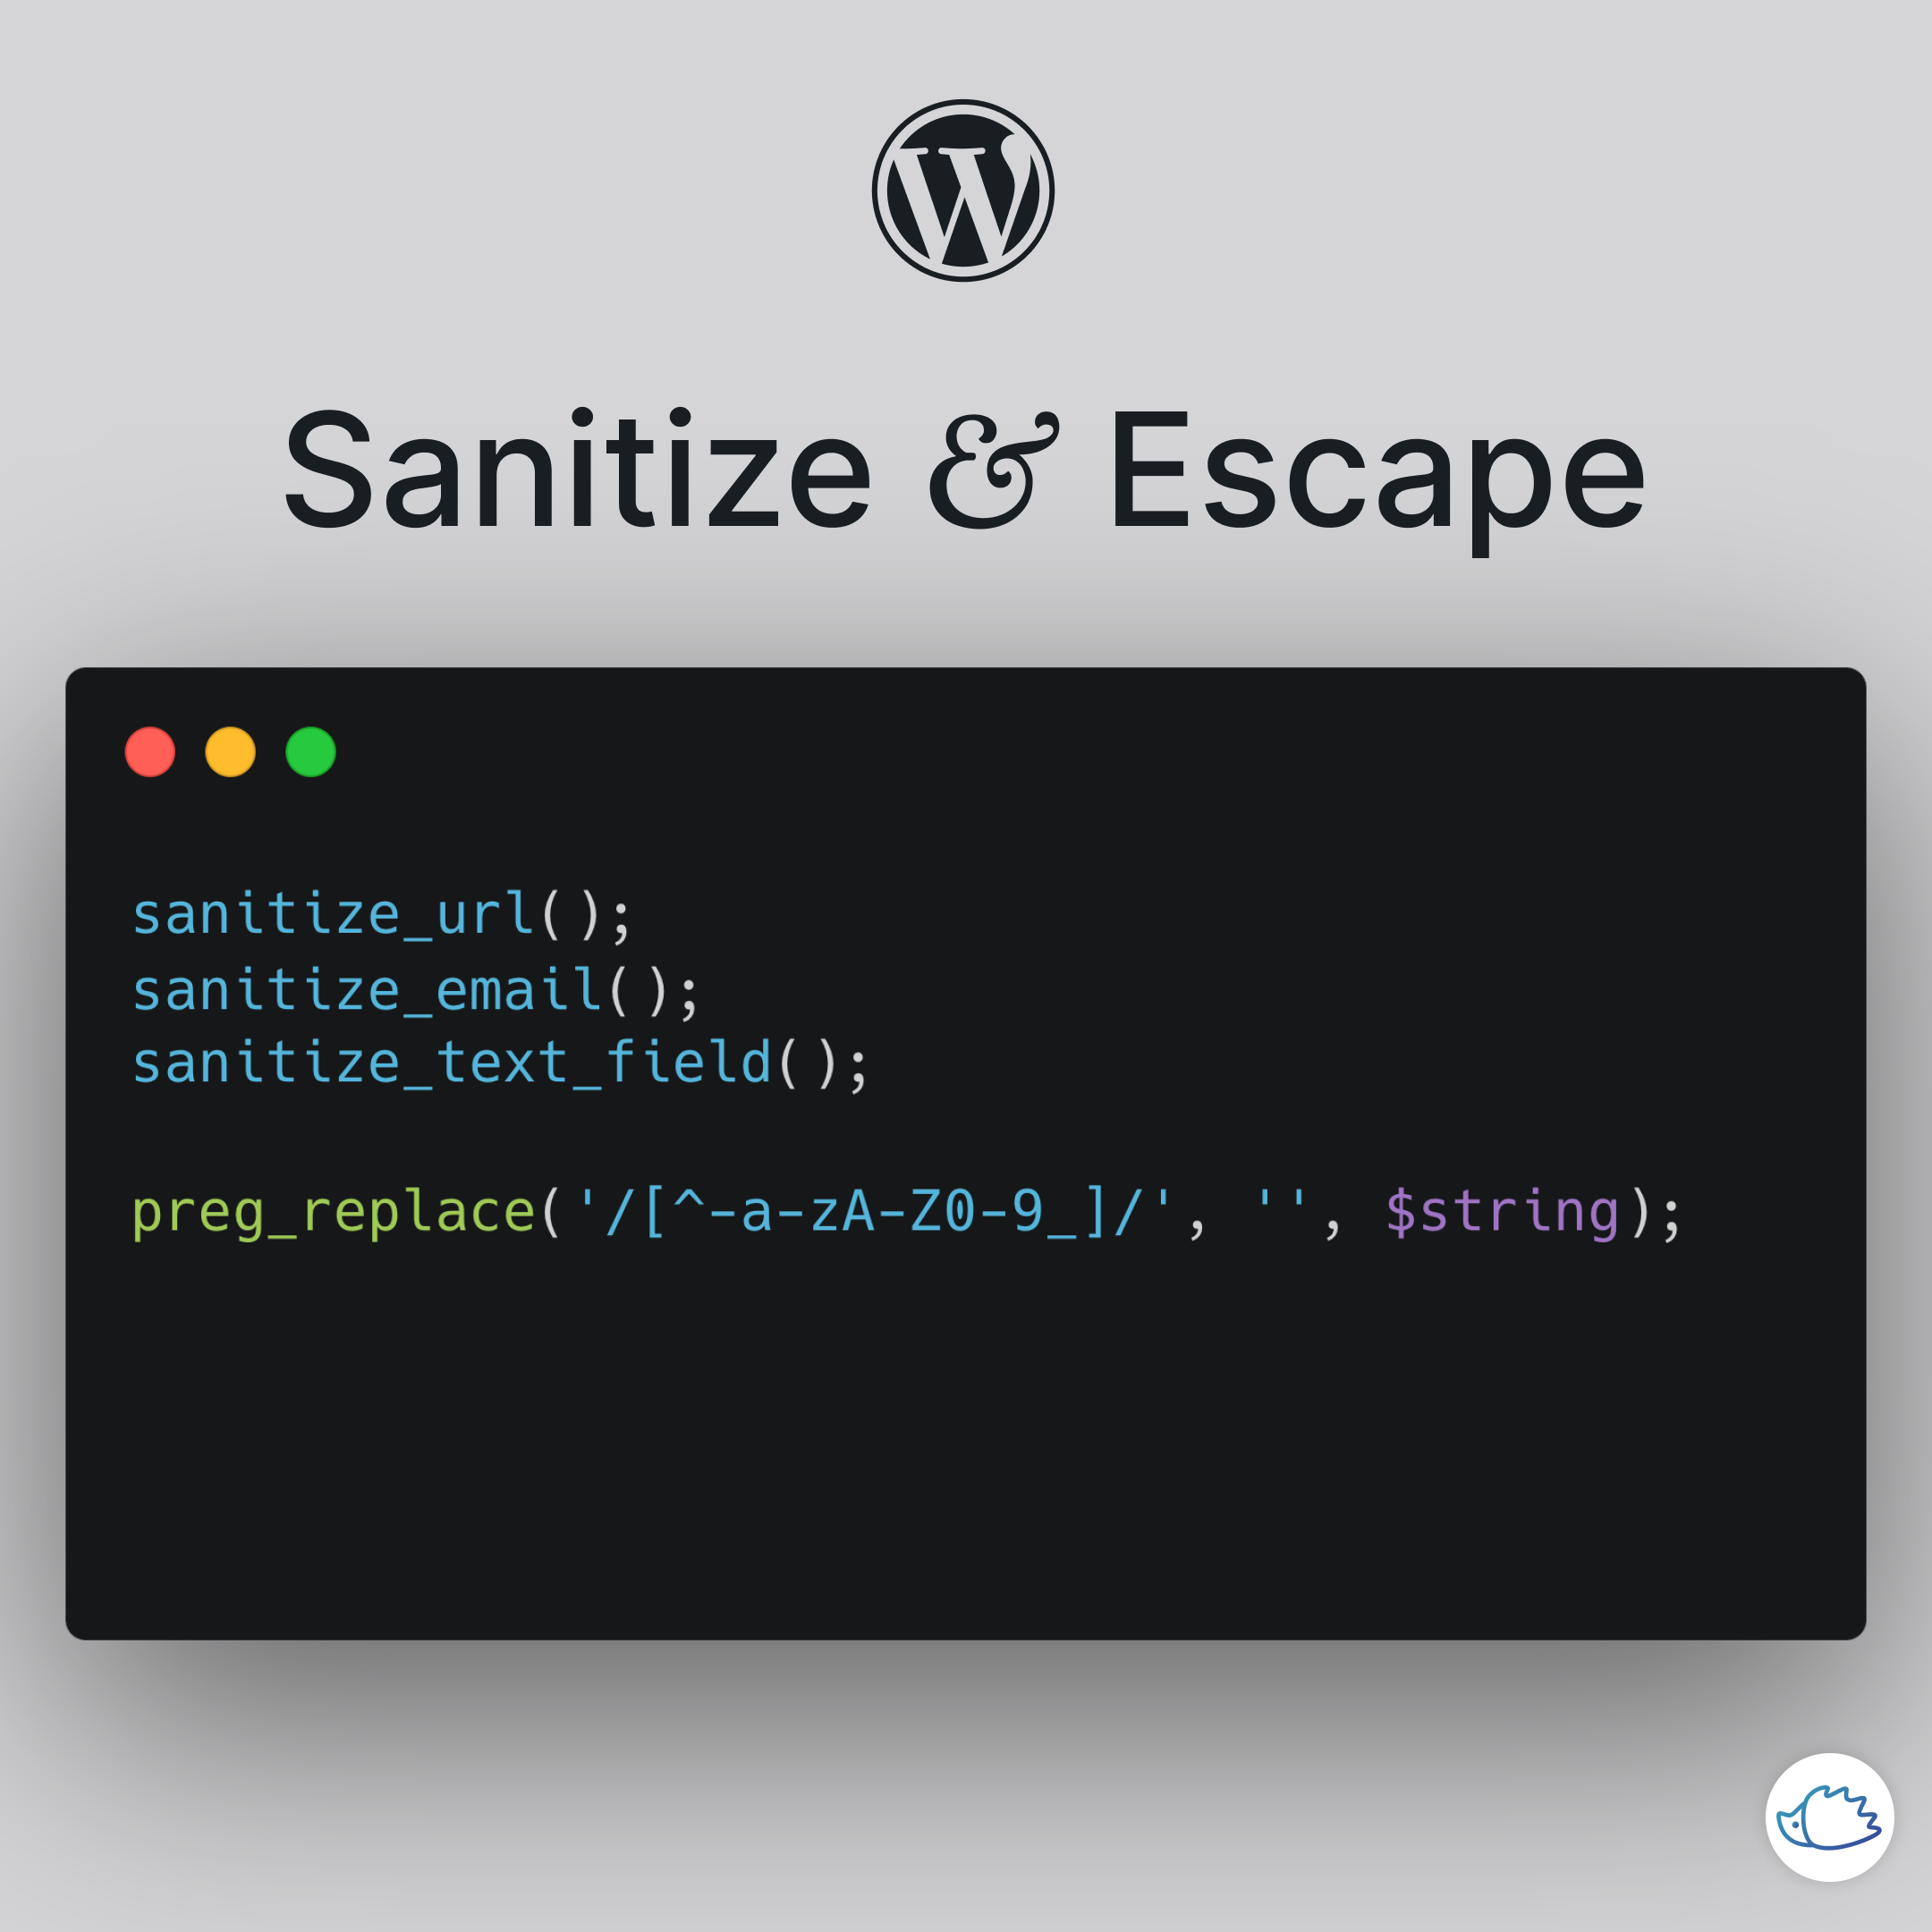 Sanitize & Escape
sanitize_url();
sanitize_email();
sanitize_text_field();
preg_replace('/[^-a-zA-Z0-9_]/', '', $string);